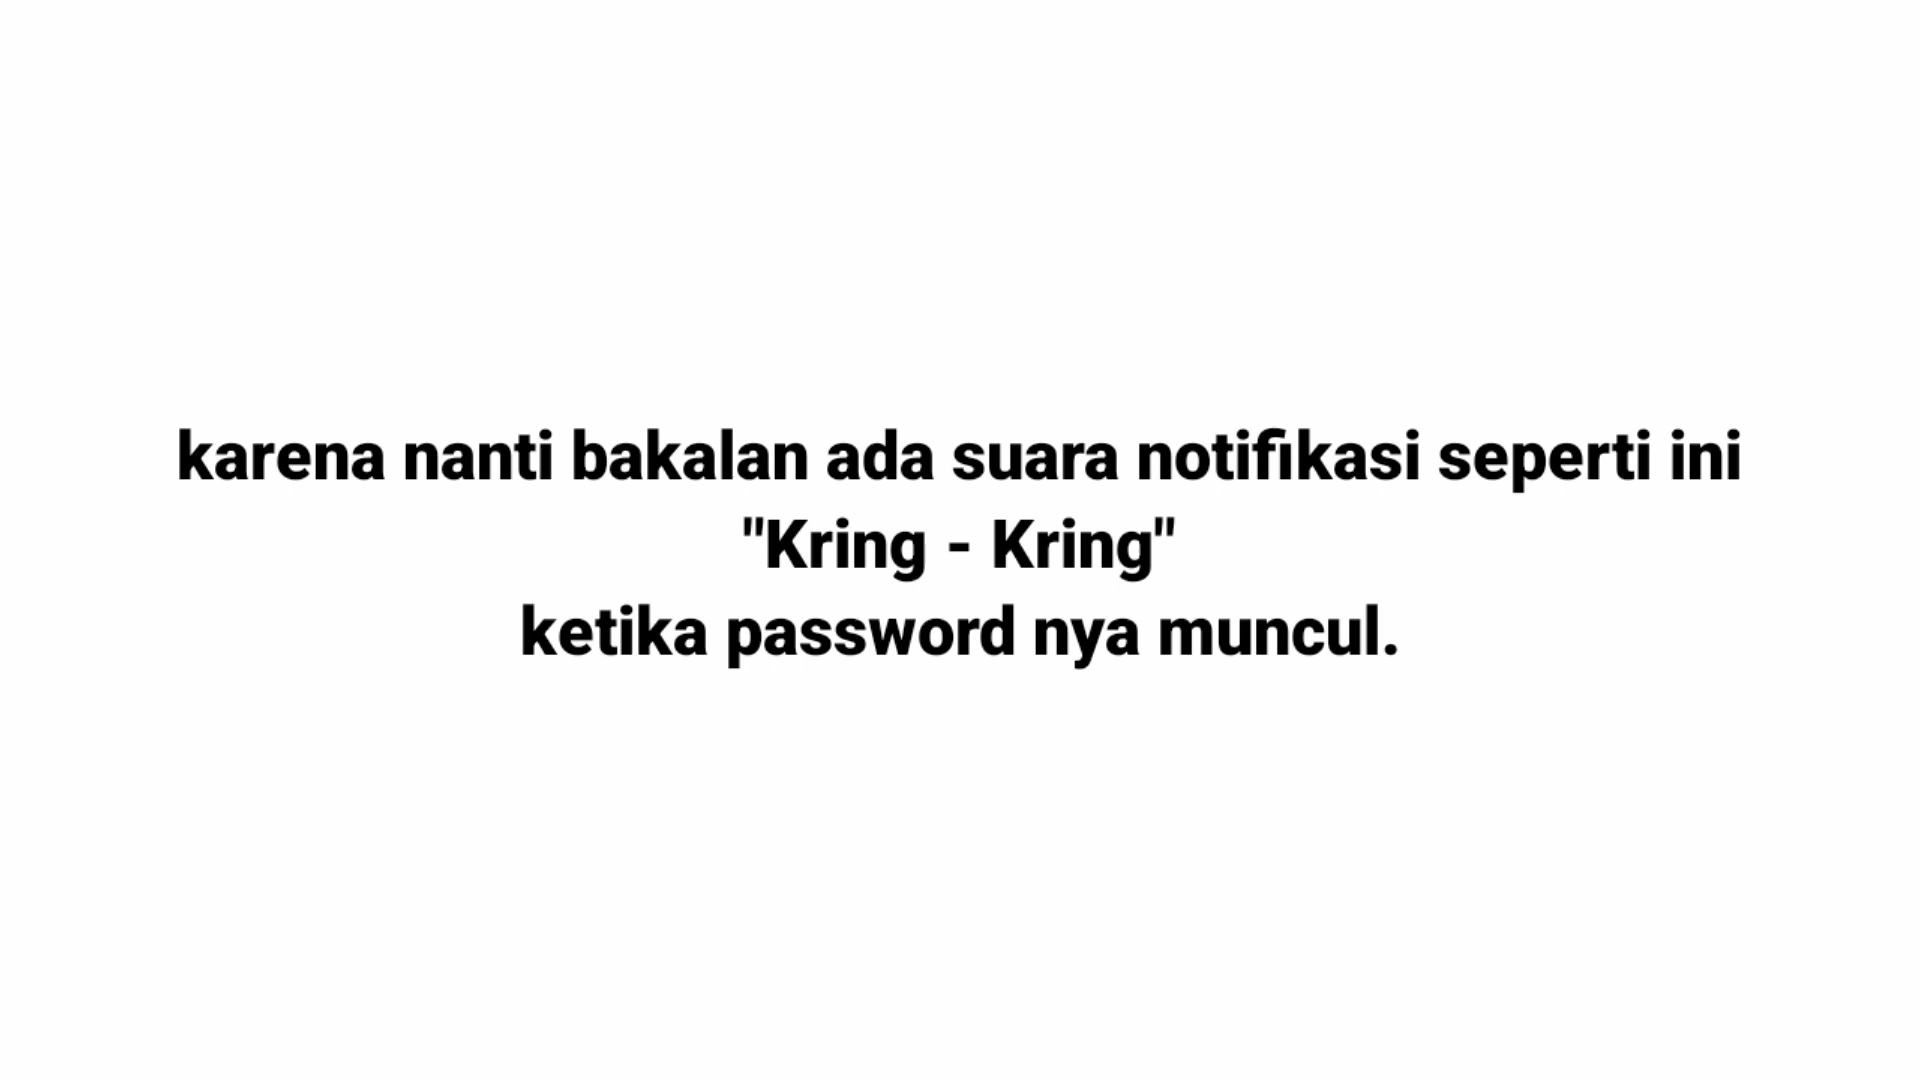 karena nanti bakalan ada suara notifikasi seperti ini
"Kring - Kring"
ketika password nya muncul.